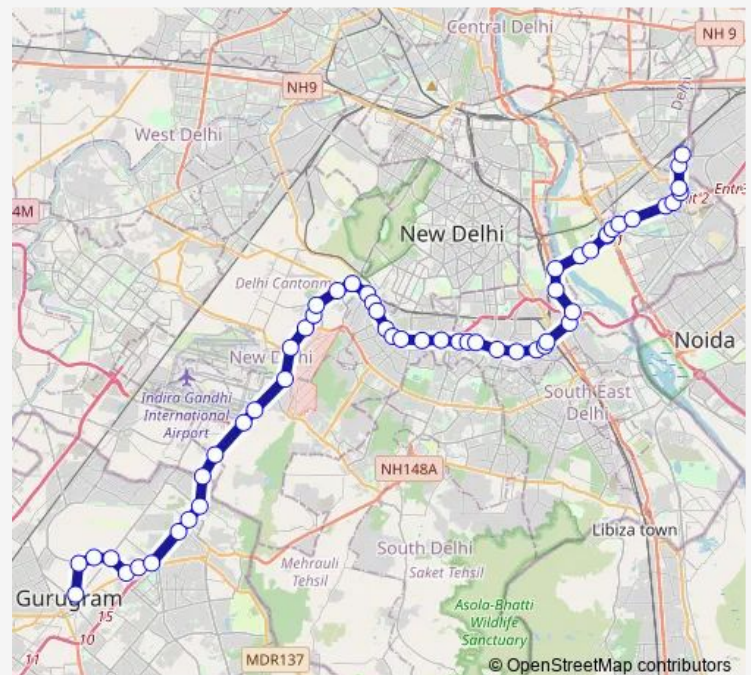 Central Delhi
NH 9
NH9
Delhi
West Delhi
4M
New Delhi
Delhi Cantonm
New Delhi
Noida
Indira Gandhi
International
Airport
South East
Delhi
NH148A
Libiza town
South Delhi
Mehrauli
Tehsil
Saket Tehsil
Gurugram
15
10
11
Asola-Bhatti
Wildlife
Sanctuary
MDR137
© OpenStreetMap contributors